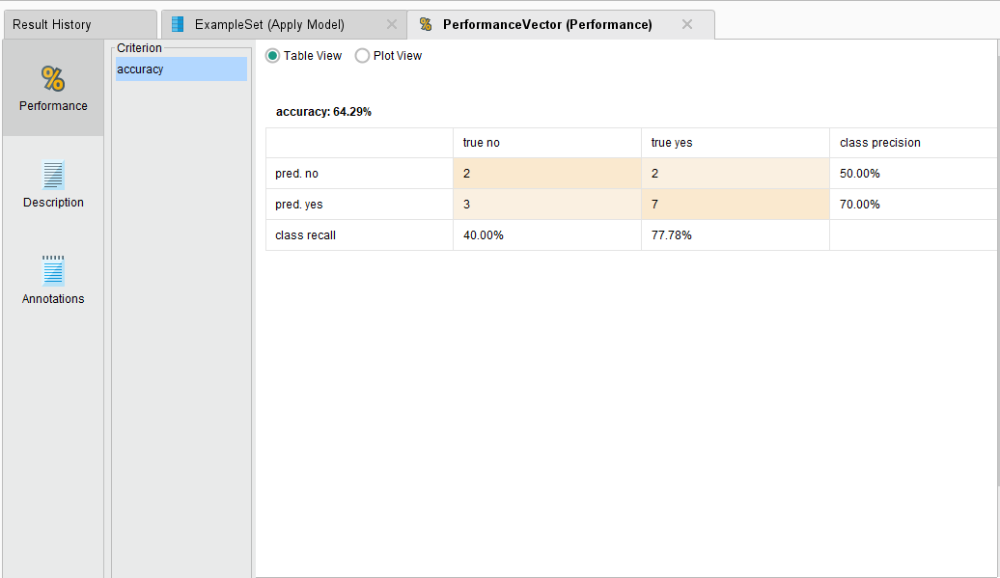 Result History
ExampleSet (Apply Model)
% PerformanceVector (Performance)
% Performance
Description
Annotations
Criterion
accuracy
Table View Plot View
accuracy: 64.29%
true no true yes class precision
pred. no 2 2 50.00%
pred. yes 3 7 70.00%
class recall 40.00% 77.78%